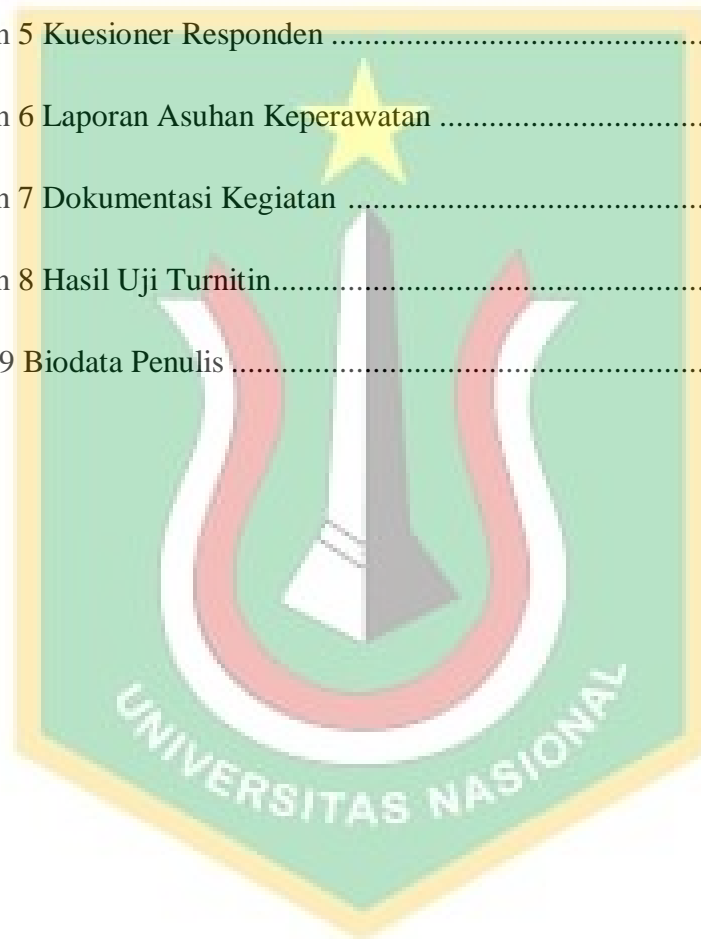 n 5 Kuesioner Responden ................................................
n 6 Laporan Asuhan Keperawatan ................................
n 7 Dokumentasi Kegiatan ..............................................
n 8 Hasil Uji Turnitin.......................................................
9 Biodata Penulis ............................................................
UNIVERSITAS NASIONAL